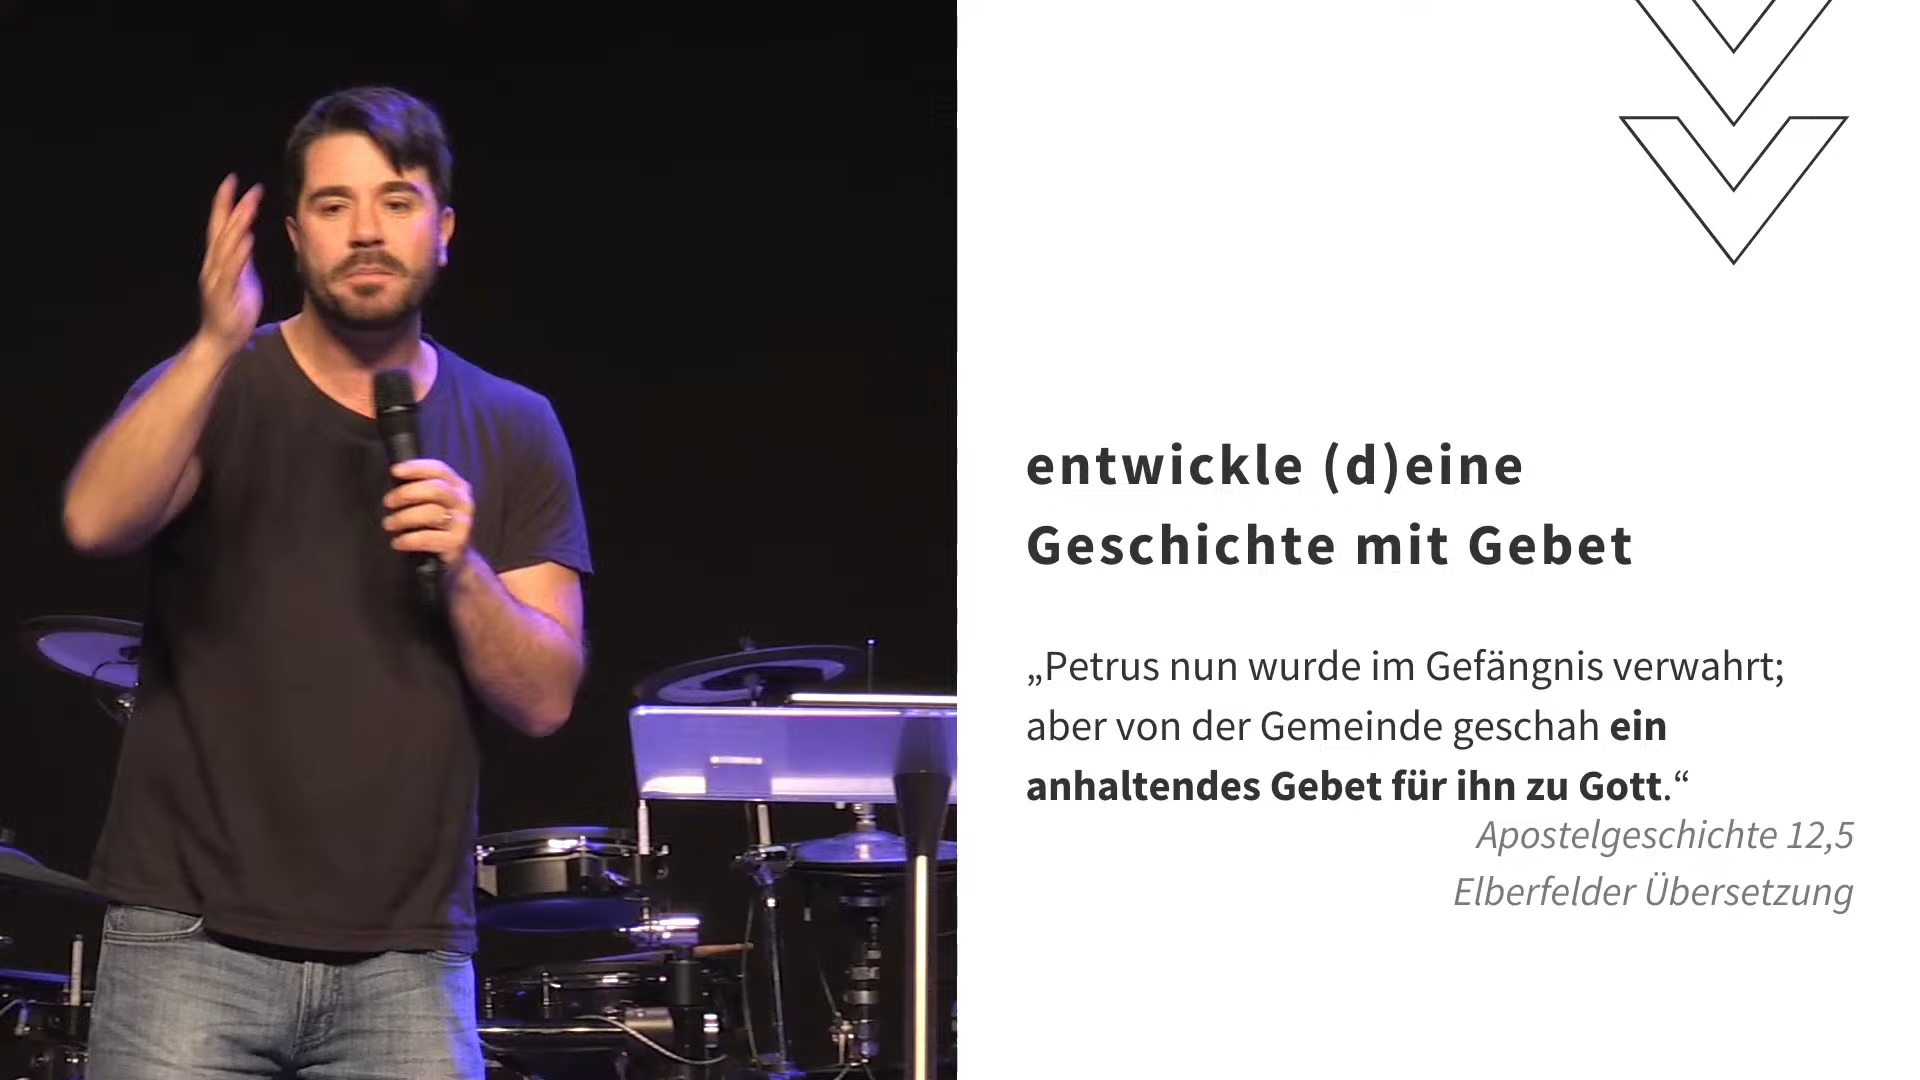 entwickle (d)eine
Geschichte mit Gebet
„Petrus nun wurde im Gefängnis verwahrt;
aber von der Gemeinde geschah ein
anhaltendes Gebet für ihn zu Gott.“
Apostelgeschichte 12,5
Elberfelder Übersetzung